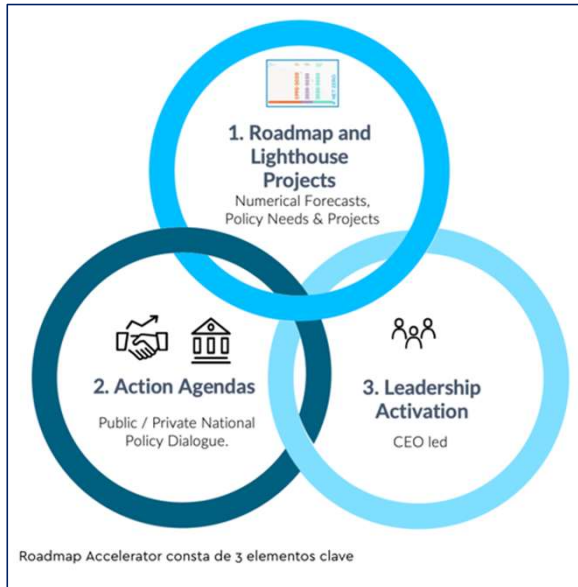 1. Roadmap and
Lighthouse
Projects
Numerical Forecasts,
Policy Needs & Projects
2. Action Agendas
Public / Private National
Policy Dialogue.
3. Leadership
Activation
CEO led
Roadmap Accelerator consta de 3 elementos clave